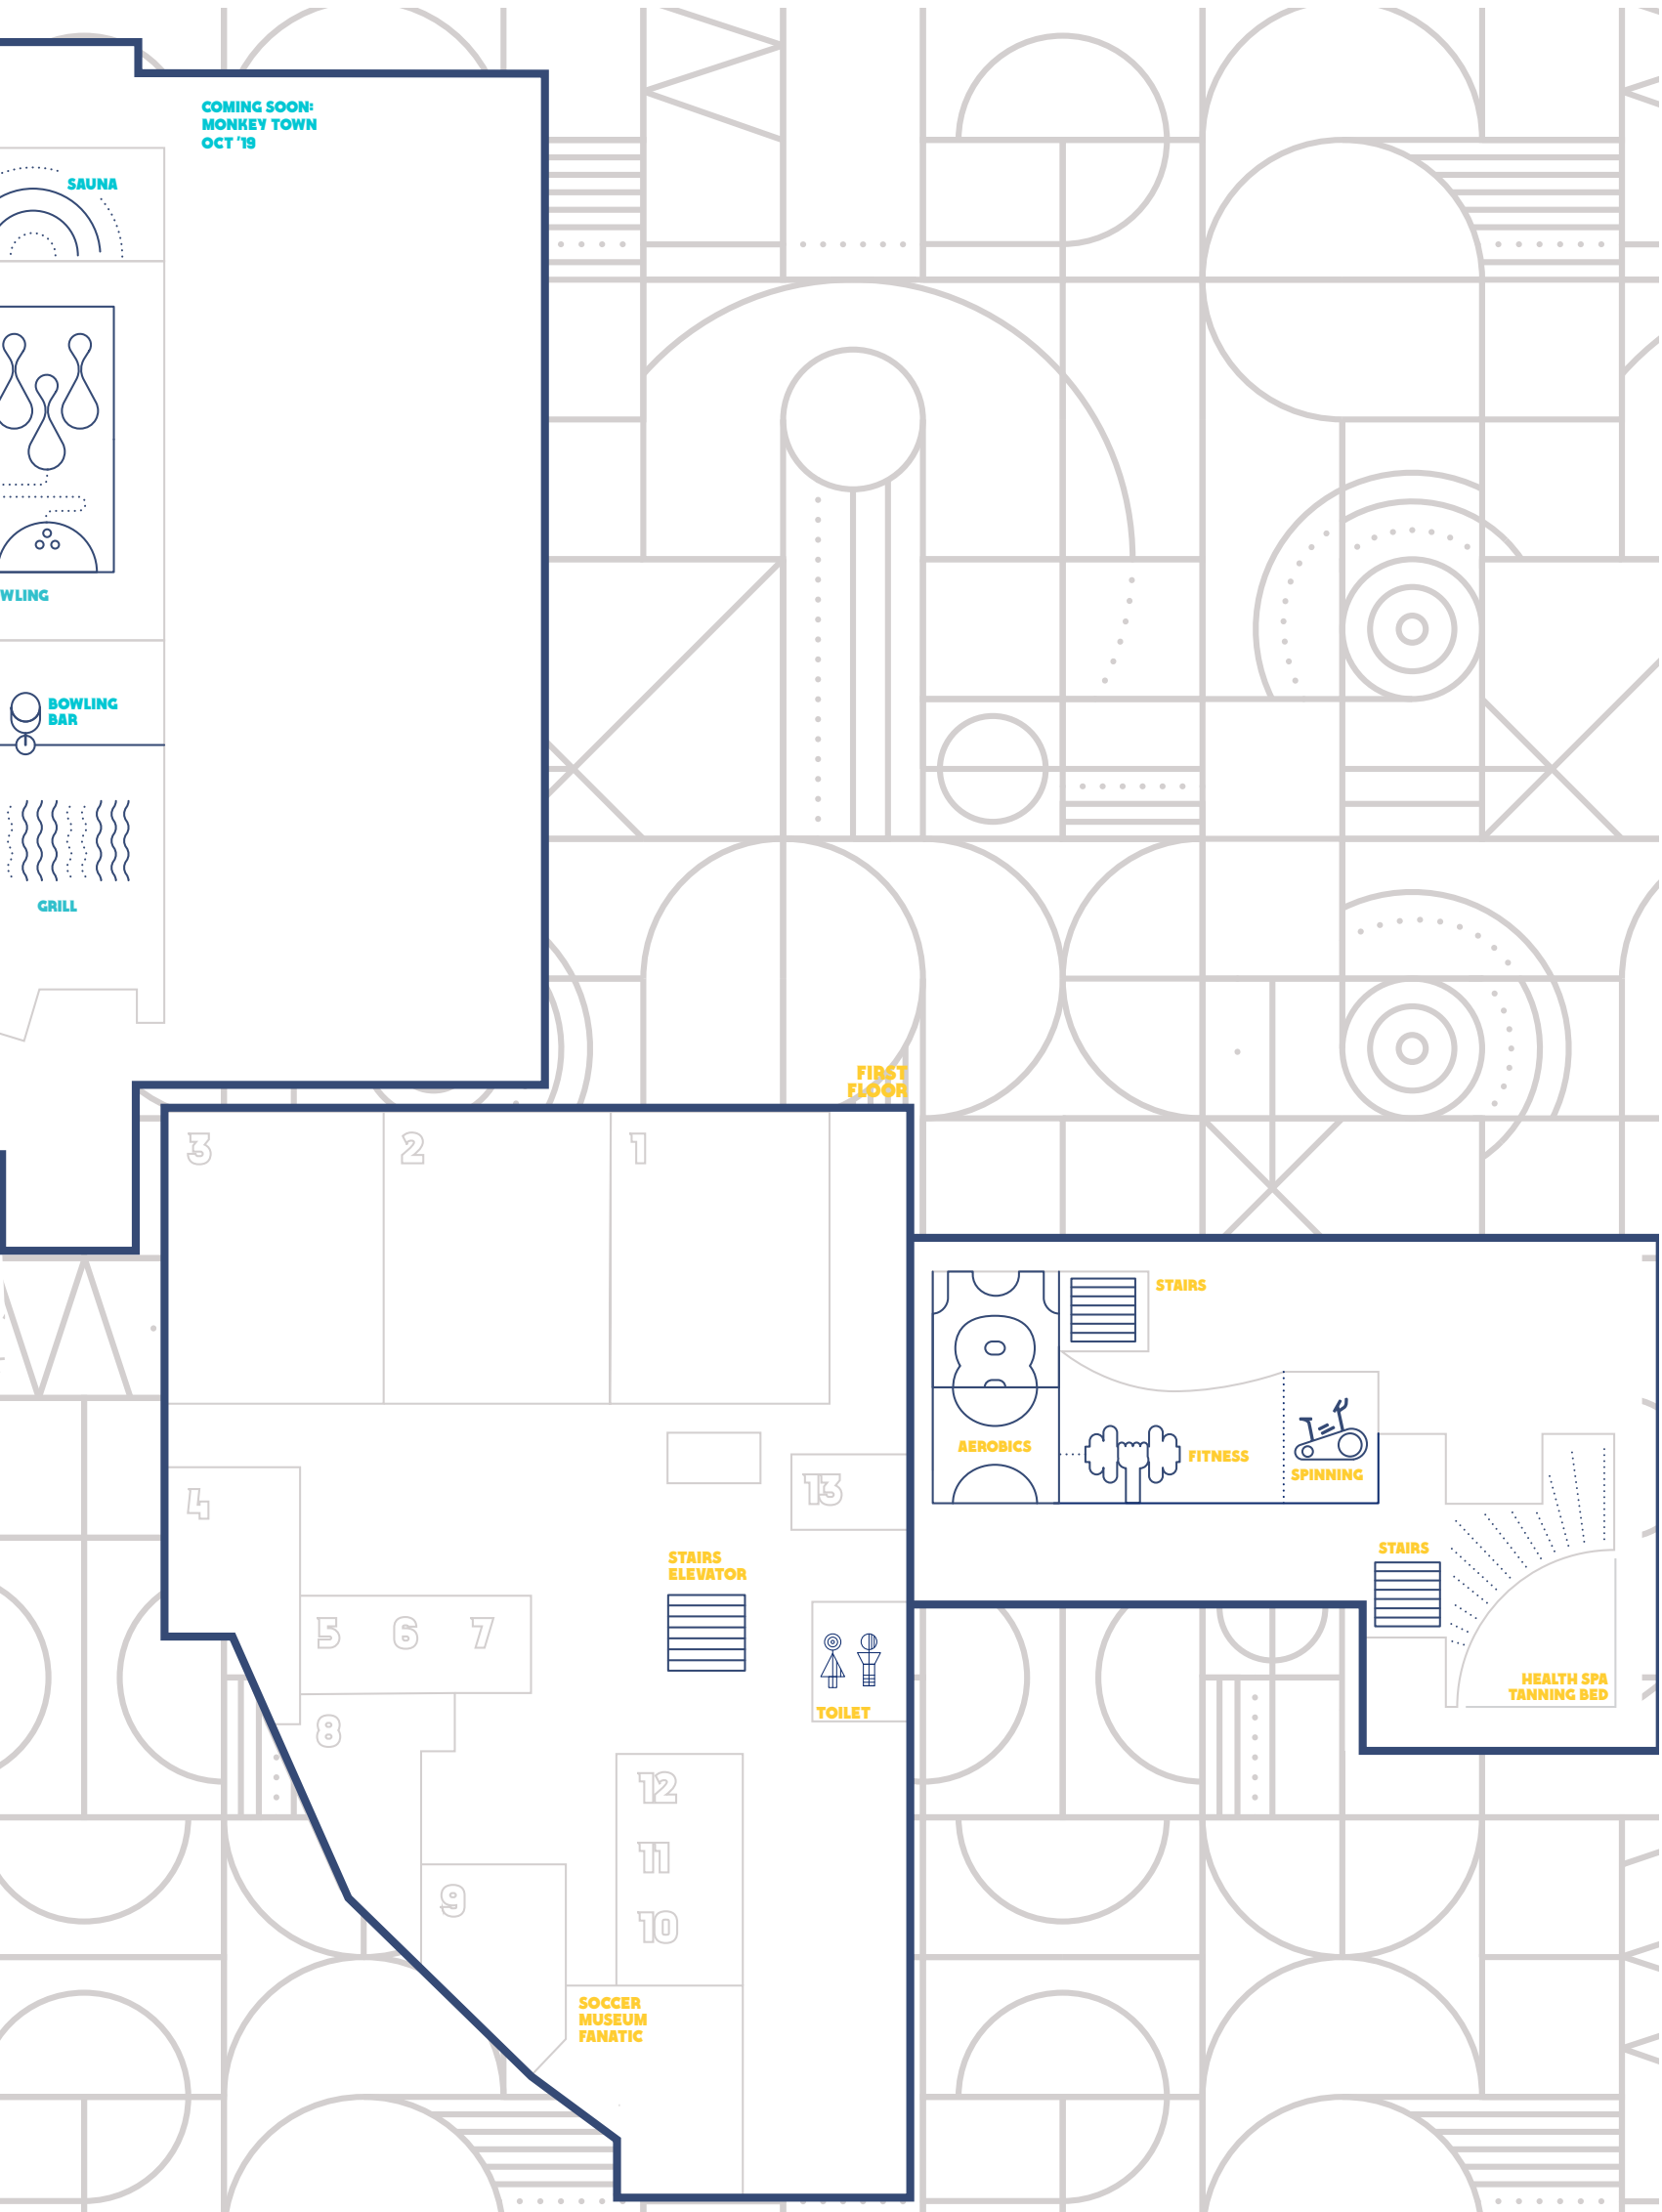 COMING SOON:
MONKEY TOWN
OCT '19
SAUNA
WLING
BOWLING
BAR
GRILL
FIRST
FLOOR
3
2
1
STAIRS
8
AEROBICS
FITNESS
SPINNING
4
13
STAIRS
ELEVATOR
STAIRS
5 6 7
TOILET
HEALTH SPA
TANNING BED
8
12
11
9
10
SOCCER
MUSEUM
FANATIC